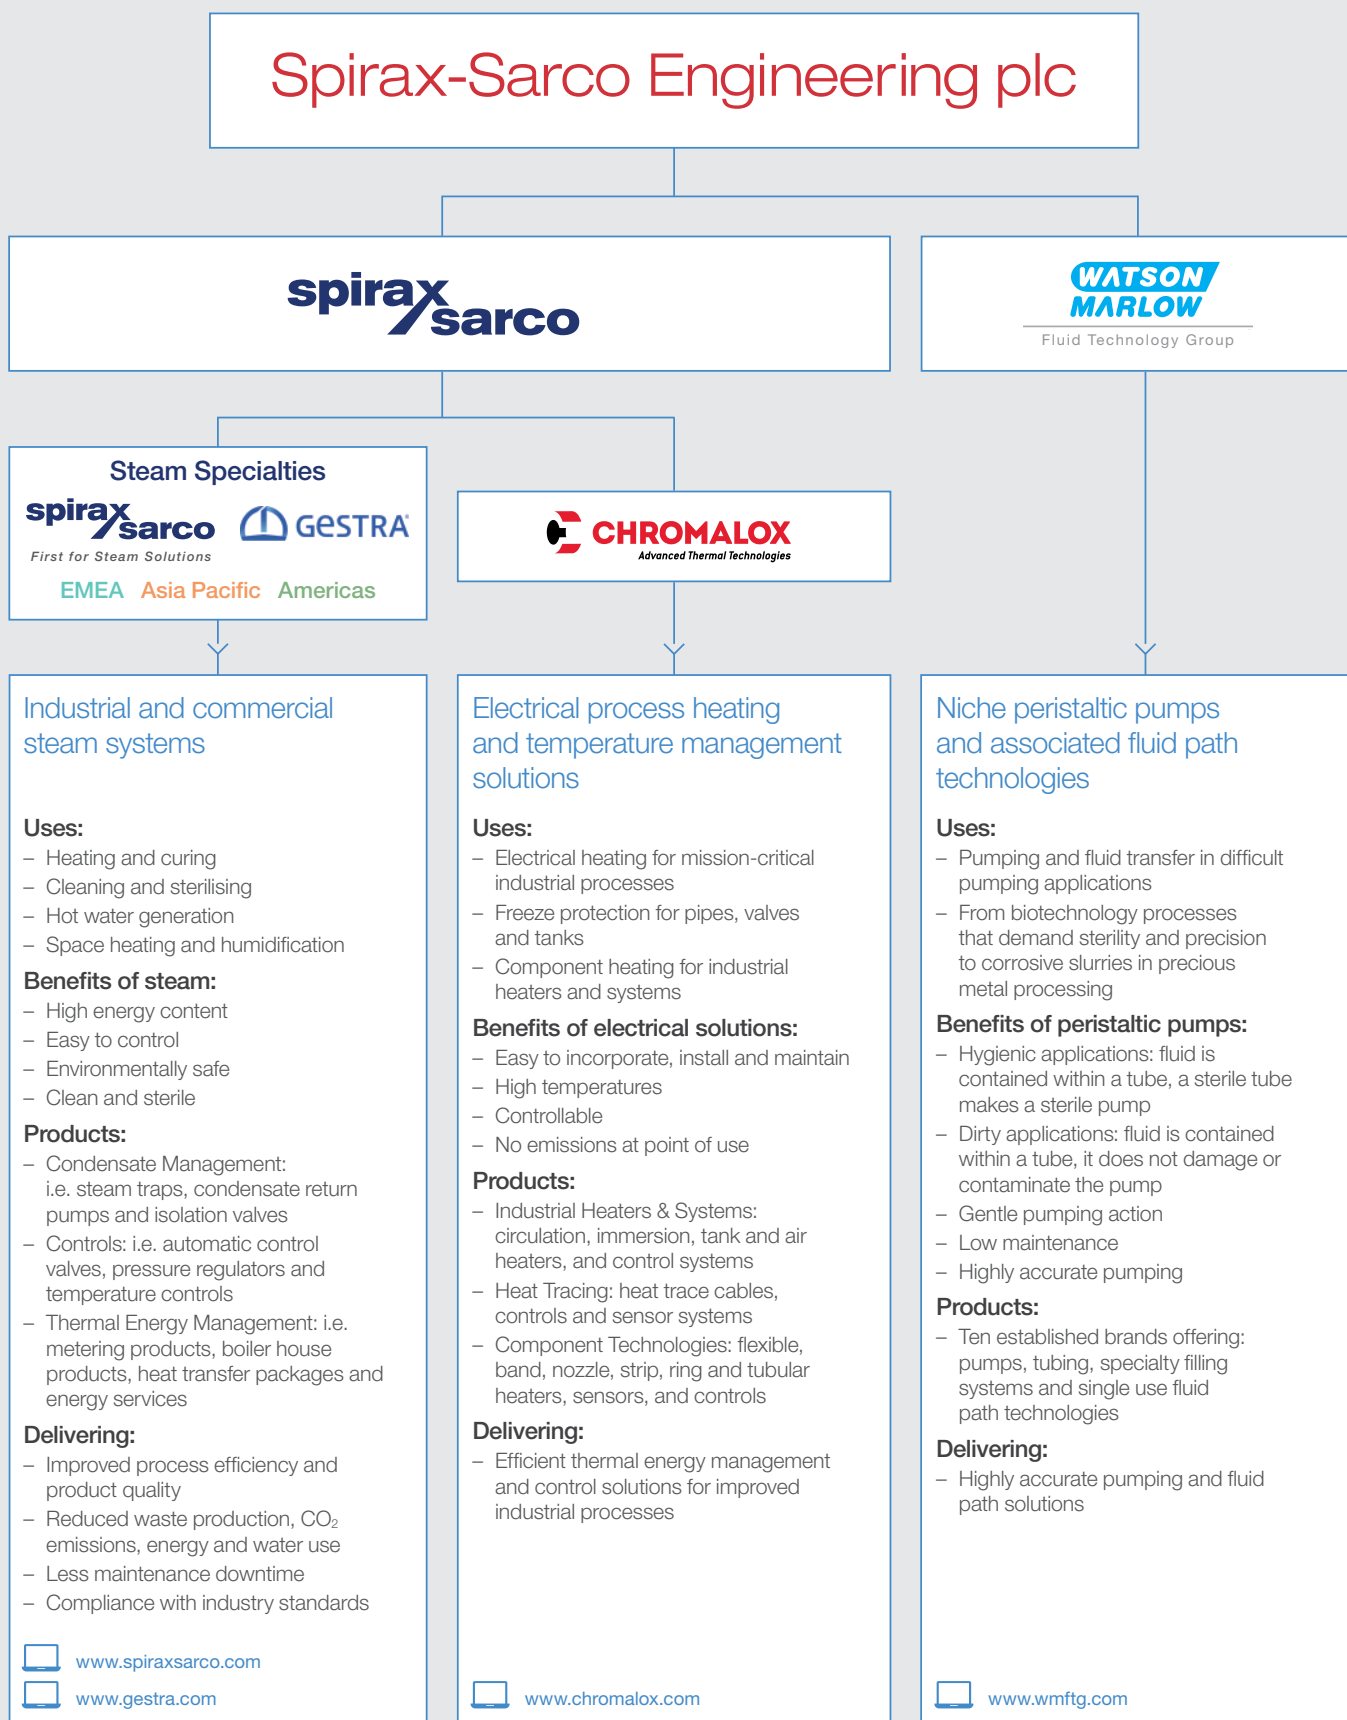 Spirax-Sarco Engineering plc
spirax
sarco
WATSON
MARLOW
Fluid Technology Group
Steam Specialties
spirax
sarco
First for Steam Solutions
GESTRA
EMEA Asia Pacific Americas
CHROMALOX
Advanced Thermal Technologies
Industrial and commercial
steam systems
Uses:
– Heating and curing
– Cleaning and sterilising
– Hot water generation
– Space heating and humidification
Benefits of steam:
– High energy content
– Easy to control
– Environmentally safe
– Clean and sterile
Products:
– Condensate Management:
i.e. steam traps, condensate return
pumps and isolation valves
– Controls: i.e. automatic control
valves, pressure regulators and
temperature controls
– Thermal Energy Management: i.e.
metering products, boiler house
products, heat transfer packages and
energy services
Delivering:
– Improved process efficiency and
product quality
– Reduced waste production, CO₂
emissions, energy and water use
– Less maintenance downtime
– Compliance with industry standards
www.spiraxsarco.com
www.gestra.com
Electrical process heating
and temperature management
solutions
Uses:
– Electrical heating for mission-critical
industrial processes
– Freeze protection for pipes, valves
and tanks
– Component heating for industrial
heaters and systems
Benefits of electrical solutions:
– Easy to incorporate, install and maintain
– High temperatures
– Controllable
– No emissions at point of use
Products:
– Industrial Heaters & Systems:
circulation, immersion, tank and air
heaters, and control systems
– Heat Tracing: heat trace cables,
controls and sensor systems
– Component Technologies: flexible,
band, nozzle, strip, ring and tubular
heaters, sensors, and controls
Delivering:
– Efficient thermal energy management
and control solutions for improved
industrial processes
www.chromalox.com
Niche peristaltic pumps
and associated fluid path
technologies
Uses:
– Pumping and fluid transfer in difficult
pumping applications
– From biotechnology processes
that demand sterility and precision
to corrosive slurries in precious
metal processing
Benefits of peristaltic pumps:
– Hygienic applications: fluid is
contained within a tube, a sterile tube
makes a sterile pump
– Dirty applications: fluid is contained
within a tube, it does not damage or
contaminate the pump
– Gentle pumping action
– Low maintenance
– Highly accurate pumping
Products:
– Ten established brands offering:
pumps, tubing, specialty filling
systems and single use fluid
path technologies
Delivering:
– Highly accurate pumping and fluid
path solutions
www.wmftg.com